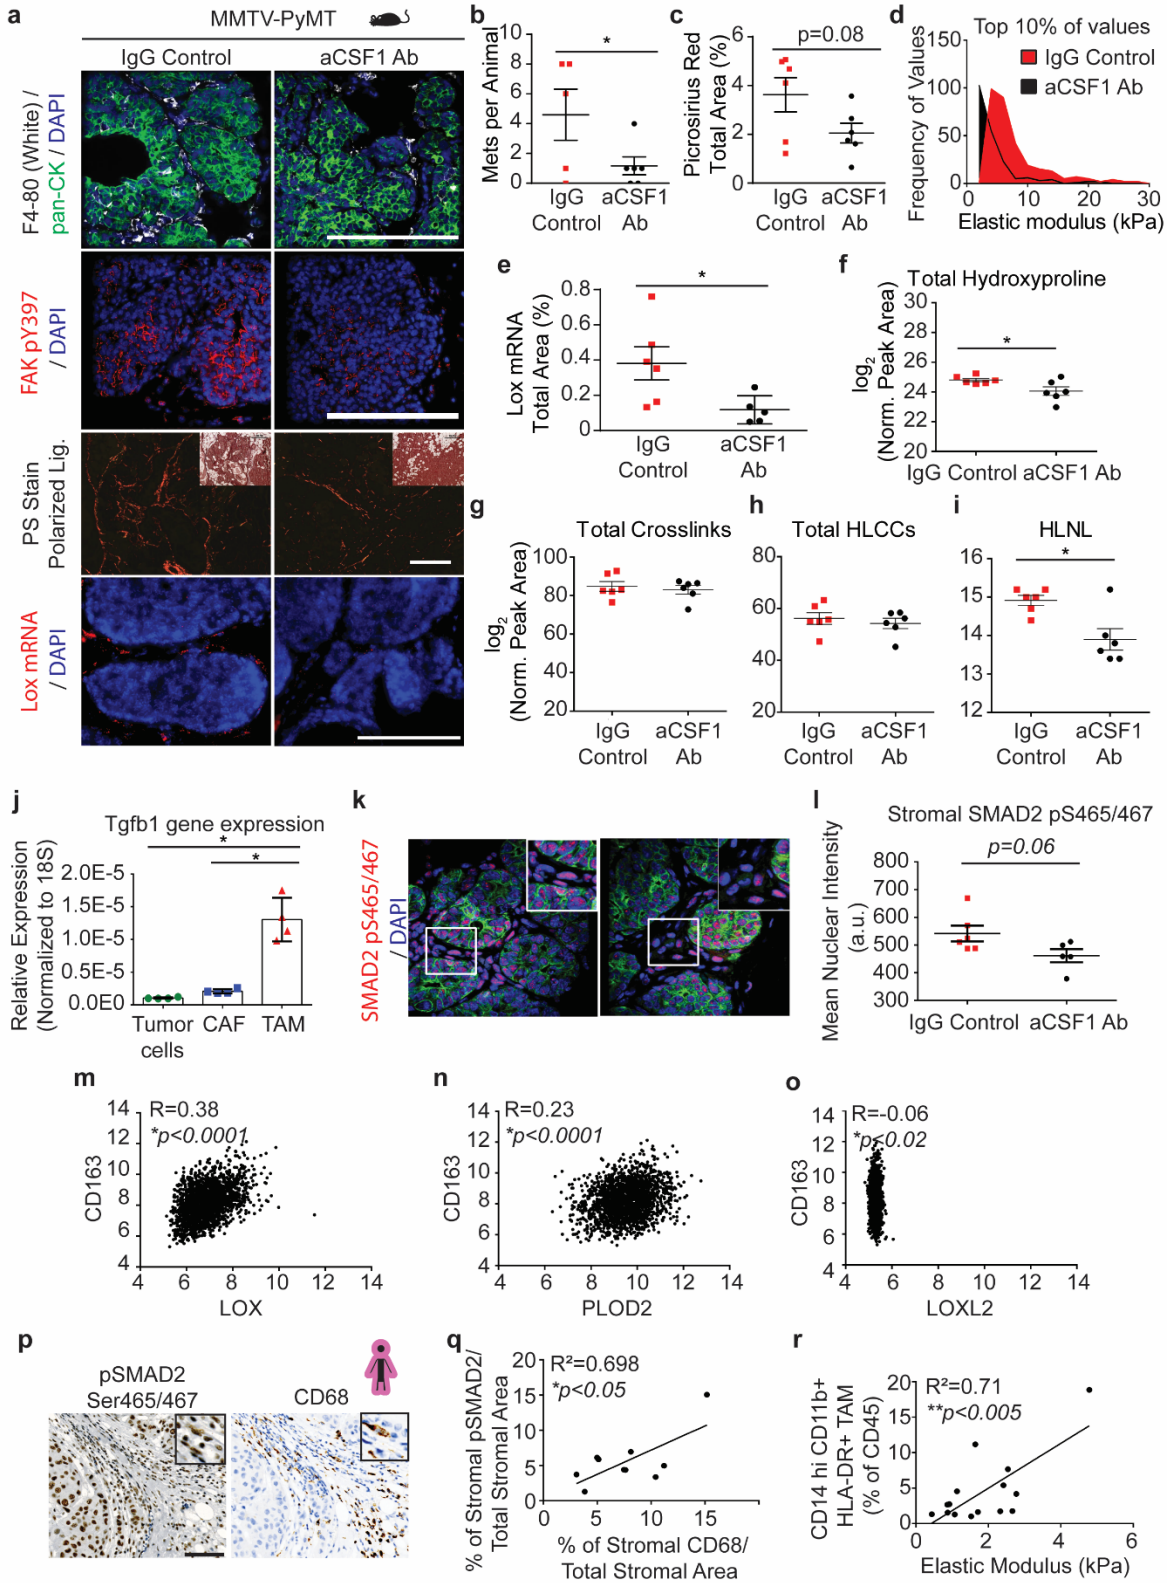 a
MMTV-PyMT
IgG Control
aCSF1 Ab
F4-80 (White) /
pan-CK / DAPI
FAK pY397
/ DAPI
PS Stain
Polarized Lig.
Lox mRNA
/ DAPI
b
Mets per Animal
10
8
6
4
2
0
*
IgG
Control
aCSF1
Ab
c
Picrosirius Red
Total Area (%)
6
4
2
0
p=0.08
IgG
Control
aCSF1
Ab
d
Top 10% of values
IgG Control
aCSF1 Ab
Frequency of Values
150
100
50
0
0 10 20 30
Elastic modulus (kPa)
e
Lox mRNA
Total Area (%)
0.8
0.6
0.4
0.2
0
*
IgG
Control
aCSF1
Ab
f
Total Hydroxyproline
log2
(Norm. Peak Area)
30
28
26
24
22
20
*
IgG Control aCSF1 Ab
g
Total Crosslinks
log2
(Norm. Peak Area)
100
80
60
40
20
IgG
Control
aCSF1
Ab
h
Total HLCCs
80
60
40
20
IgG
Control
aCSF1
Ab
i
HLNL
16
15
14
13
12
*
IgG
Control
aCSF1
Ab
j
Tgfb1 gene expression
*
*
Relative Expression
(Normalized to 18S)
2.0E-5
1.5E-5
1.0E-5
0.5E-5
0.0E0
Tumor
cells
CAF
TAM
k
SMAD2 pS465/467
/ DAPI
l
Stromal SMAD2 pS465/467
p=0.06
Mean Nuclear Intensity
(a.u.)
800
700
600
500
400
300
IgG Control aCSF1 Ab
m
R=0.38
*p<0.0001
CD163
14
12
10
8
6
4
4 6 8 10 12 14
LOX
n
R=0.23
*p<0.0001
CD163
14
12
10
8
6
4
4 6 8 10 12 14
PLOD2
o
R=-0.06
*p<0.02
CD163
14
12
10
8
6
4
4 6 8 10 12 14
LOXL2
p
pSMAD2
Ser465/467
CD68
q
R²=0.698
*p<0.05
% of Stromal pSMAD2/
Total Stromal Area
20
15
10
5
0
0 5 10 15
% of Stromal CD68/
Total Stromal Area
r
R²=0.71
**p<0.005
CD14 hi CD11b+
HLA-DR+ TAM
(% of CD45)
20
15
10
5
0
0 2 4 6
Elastic Modulus (kPa)